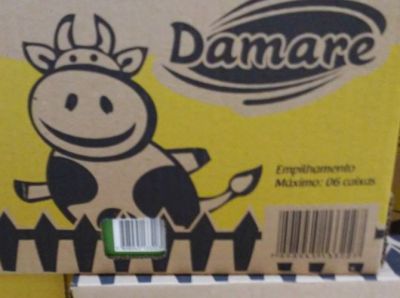 Damare
Empilhamento
Máximo: 06 caixas